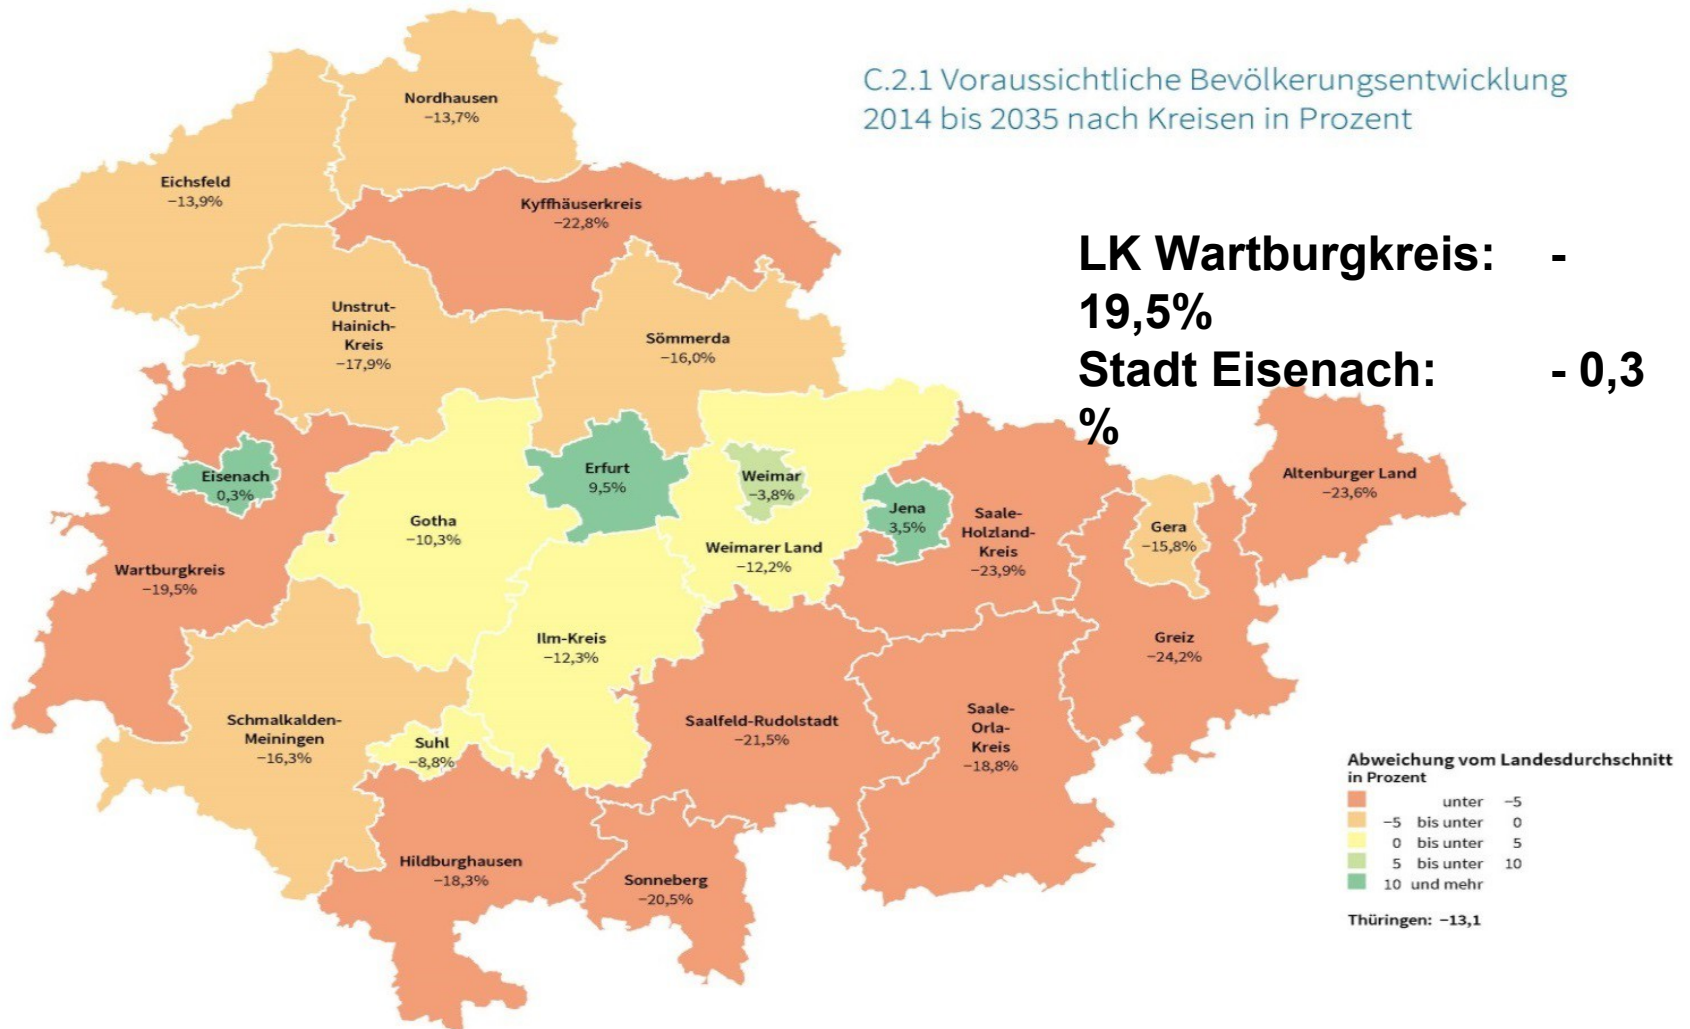 C.2.1 Voraussichtliche Bevölkerungsentwicklung
2014 bis 2035 nach Kreisen in Prozent
LK Wartburgkreis: -
19,5%
Stadt Eisenach: - 0,3
%
Nordhausen
−13,7%
Eichsfeld
−13,9%
Kyffhäuserkreis
−22,8%
Unstrut-
Hainich-
Kreis
−17,9%
Sömmerda
−16,0%
Eisenach
0,3%
Erfurt
9,5%
Weimar
−3,8%
Altenburger Land
−23,6%
Gotha
−10,3%
Jena
3,5%
Saale-
Holzland-
Kreis
−23,9%
Gera
−15,8%
Weimarer Land
−12,2%
Wartburgkreis
−19,5%
Ilm-Kreis
−12,3%
Greiz
−24,2%
Schmalkalden-
Meiningen
−16,3%
Suhl
−8,8%
Saalfeld-Rudolstadt
−21,5%
Saale-
Orla-
Kreis
−18,8%
Hildburghausen
−18,3%
Sonneberg
−20,5%
Abweichung vom Landesdurchschnitt
in Prozent
unter −5
−5 bis unter 0
0 bis unter 5
5 bis unter 10
10 und mehr
Thüringen: −13,1